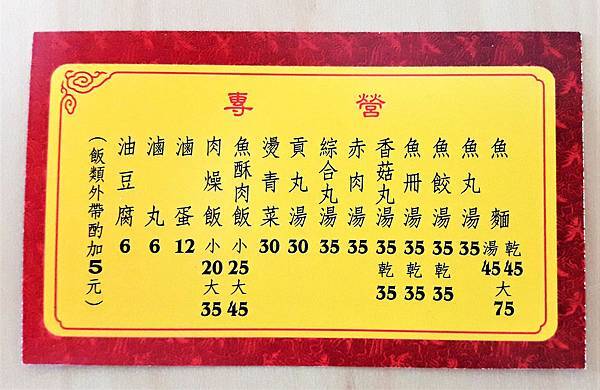 專營
魚麵 乾45 湯45 大75
魚丸湯 35
魚餃湯 35 乾35
魚冊湯 35 乾35
香菇丸湯 35 乾35
赤肉湯 35
綜合丸湯 35
貢丸湯 30
燙青菜 30
魚酥肉飯 小25 大45
肉燥飯 小20 大35
滷蛋 12
滷丸 6
油豆腐 6
(飯類外帶酌加5元)